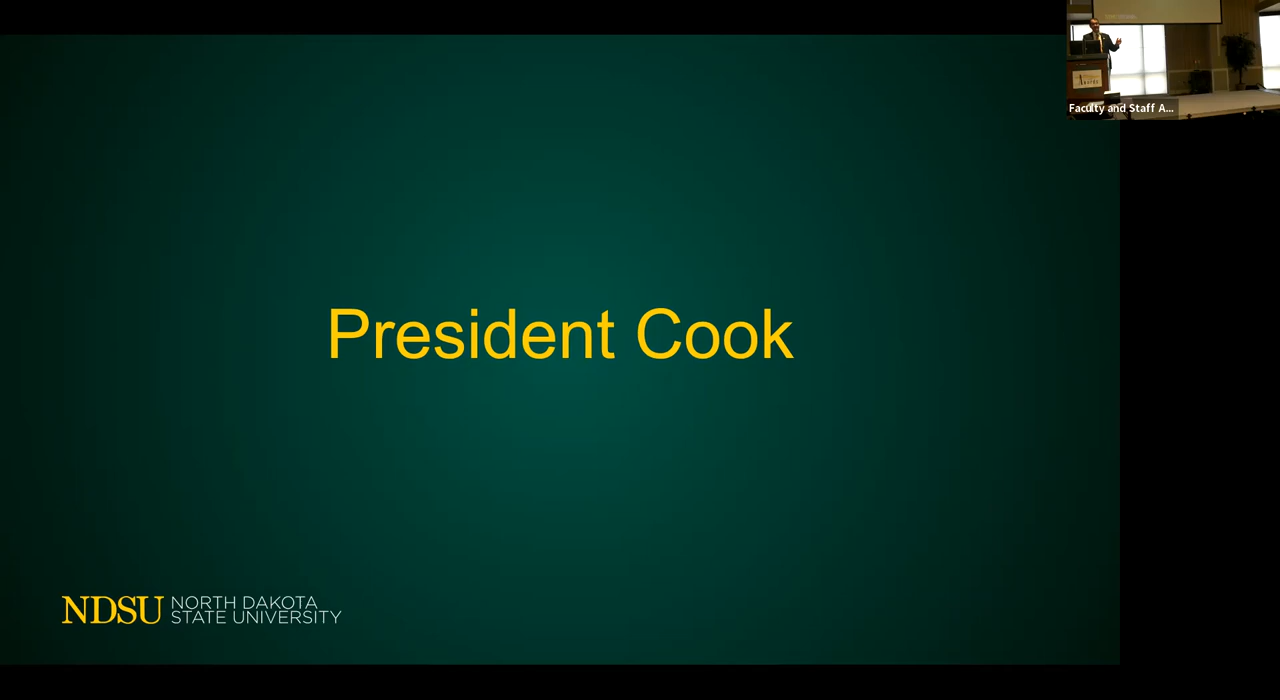 President Cook
NDSU NORTH DAKOTA
STATE UNIVERSITY
Faculty and Staff A...